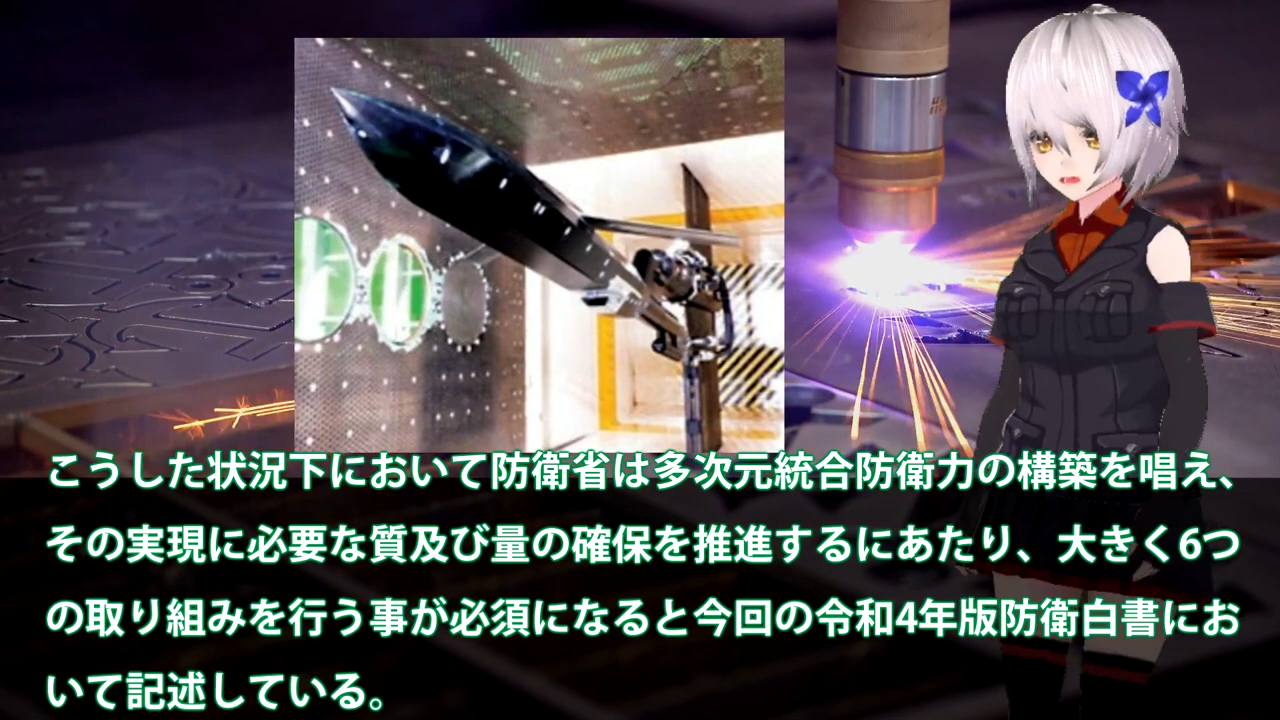 こうした状況下において防衛省は多次元統合防衛力の構築を唱え、
その実現に必要な質及び量の確保を推進するにあたり、大きく6つ
の取り組みを行う事が必須になると今回の令和4年版防衛白書にお
いて記述している。